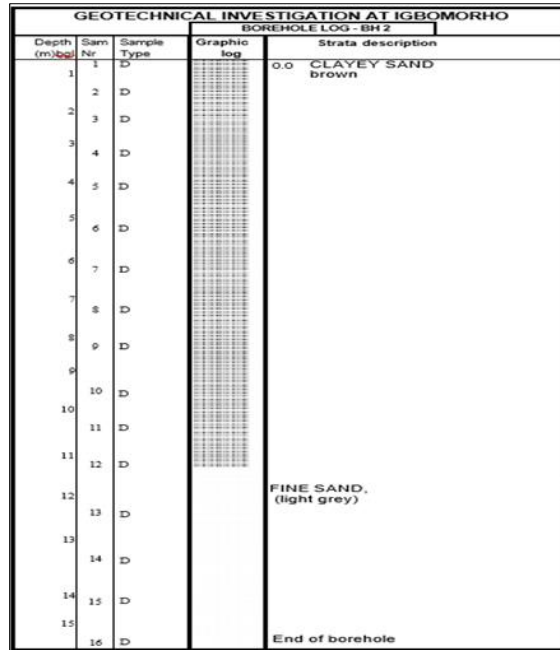 GEOTECHNICAL INVESTIGATION AT IGBOMORHO
BOREHOLE LOG - BH 2
Depth Sam Sample Graphic Strata description
(m)bgl Nr Type log
1 D 0.0 CLAYEY SAND
1 brown
2 D
2
3 D
3
4 D
4
5 D
5
6 D
6
7 D
7
8 D
8
9 D
9
10 D
10
11 D
11
12 D
FINE SAND,
12 (light grey)
13 D
13
14 D
14
15 D
15
16 D End of borehole